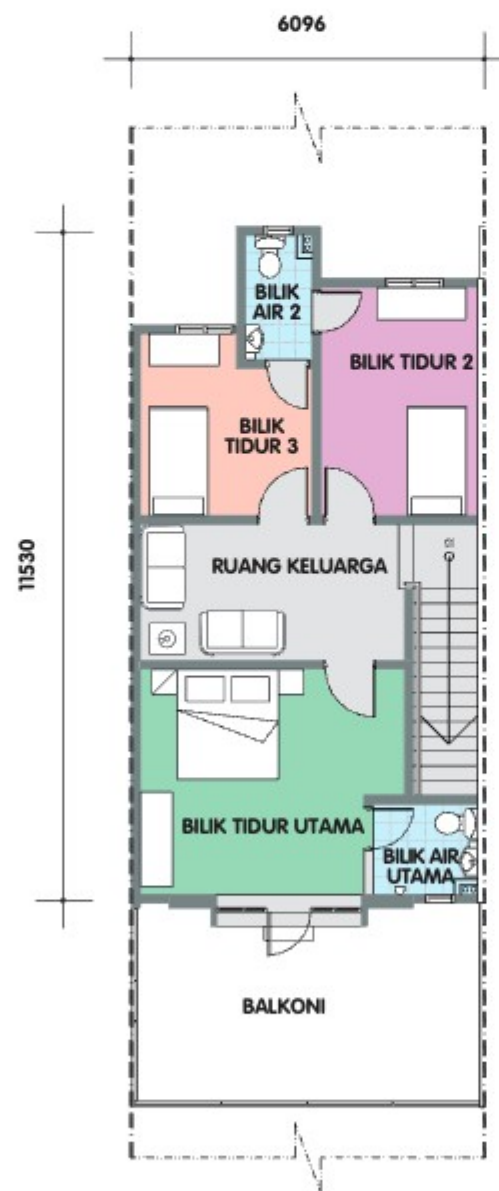 6096
BILIK
AIR 2
BILIK TIDUR 2
BILIK
TIDUR 3
11530
RUANG KELUARGA
BILIK TIDUR UTAMA
BILIK AIR
UTAMA
BALKONI